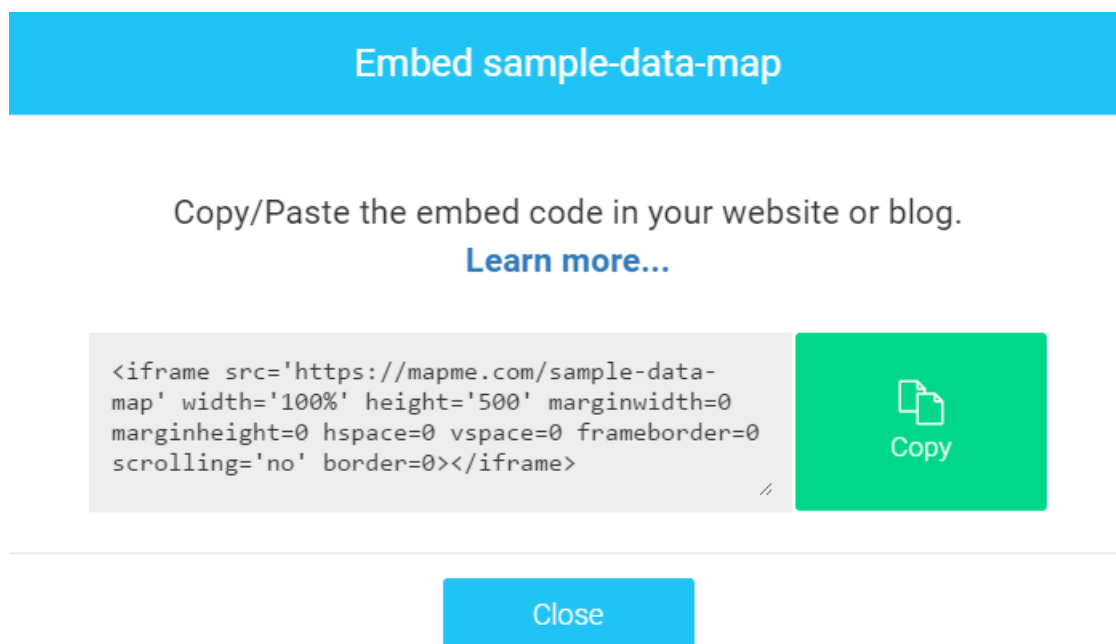 Embed sample-data-map
Copy/Paste the embed code in your website or blog.
Learn more...
<iframe src='https://mapme.com/sample-data-
map' width='100%' height='500' marginwidth=0
marginheight=0 hspace=0 vspace=0 frameborder=0
scrolling='no' border=0></iframe>
Copy
Close